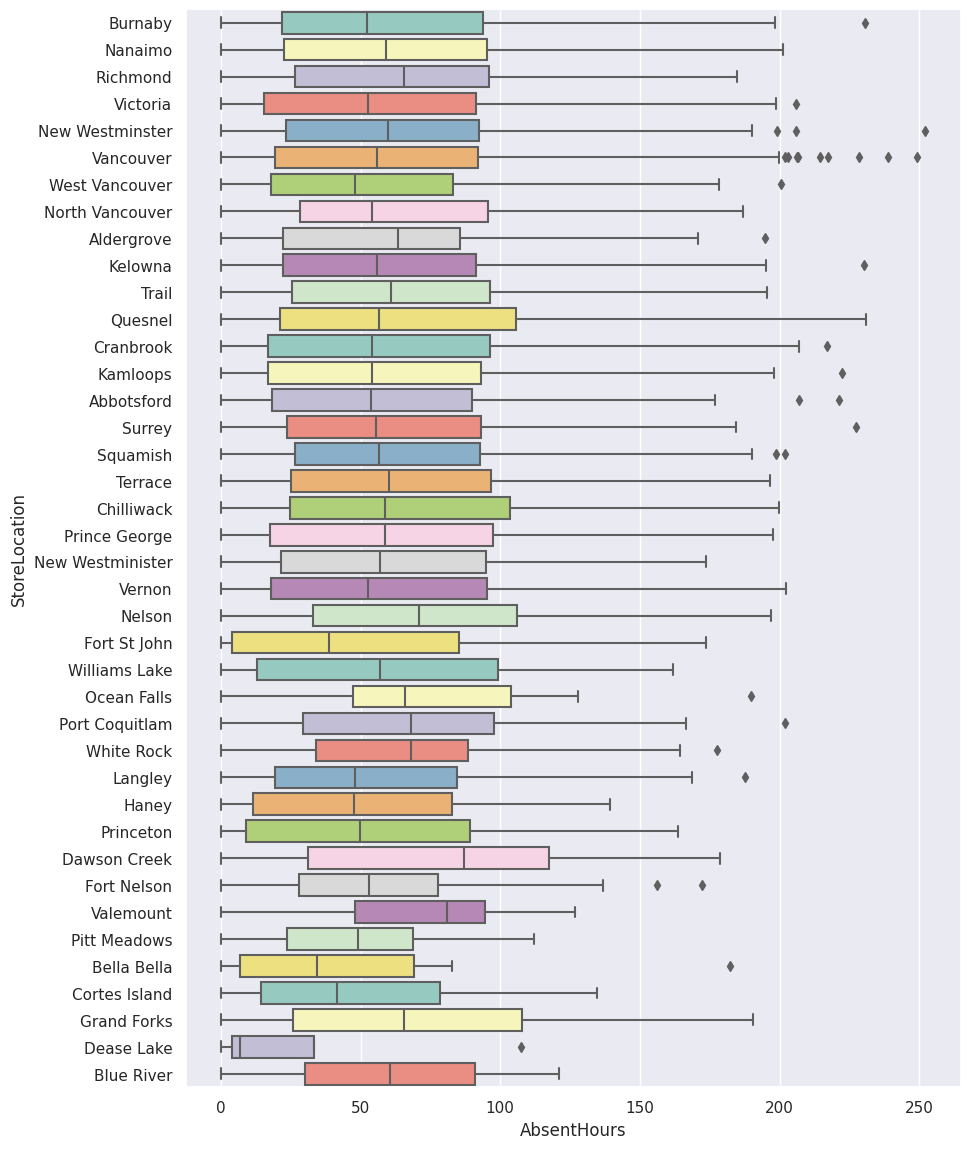 Burnaby
Nanaimo
Richmond
Victoria
New Westminster
Vancouver
West Vancouver
North Vancouver
Aldergrove
Kelowna
Trail
Quesnel
Cranbrook
Kamloops
Abbotsford
Surrey
Squamish
Terrace
Chilliwack
Prince George
New Westminister
Vernon
Nelson
Fort St John
Williams Lake
Ocean Falls
Port Coquitlam
White Rock
Langley
Haney
Princeton
Dawson Creek
Fort Nelson
Valemount
Pitt Meadows
Bella Bella
Cortes Island
Grand Forks
Dease Lake
Blue River
StoreLocation
0 50 100 150 200 250
AbsentHours